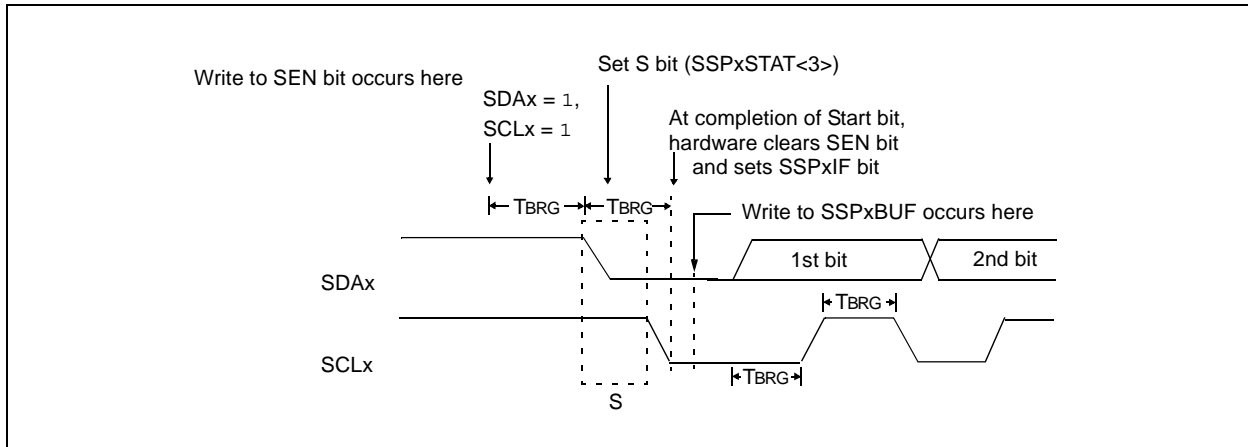 Write to SEN bit occurs here
Set S bit (SSPxSTAT<3>)
SDAx = 1,
SCLx = 1
At completion of Start bit,
hardware clears SEN bit
and sets SSPxIF bit
TBRG
TBRG
Write to SSPxBUF occurs here
SDAx
1st bit
2nd bit
TBRG
SCLx
TBRG
S